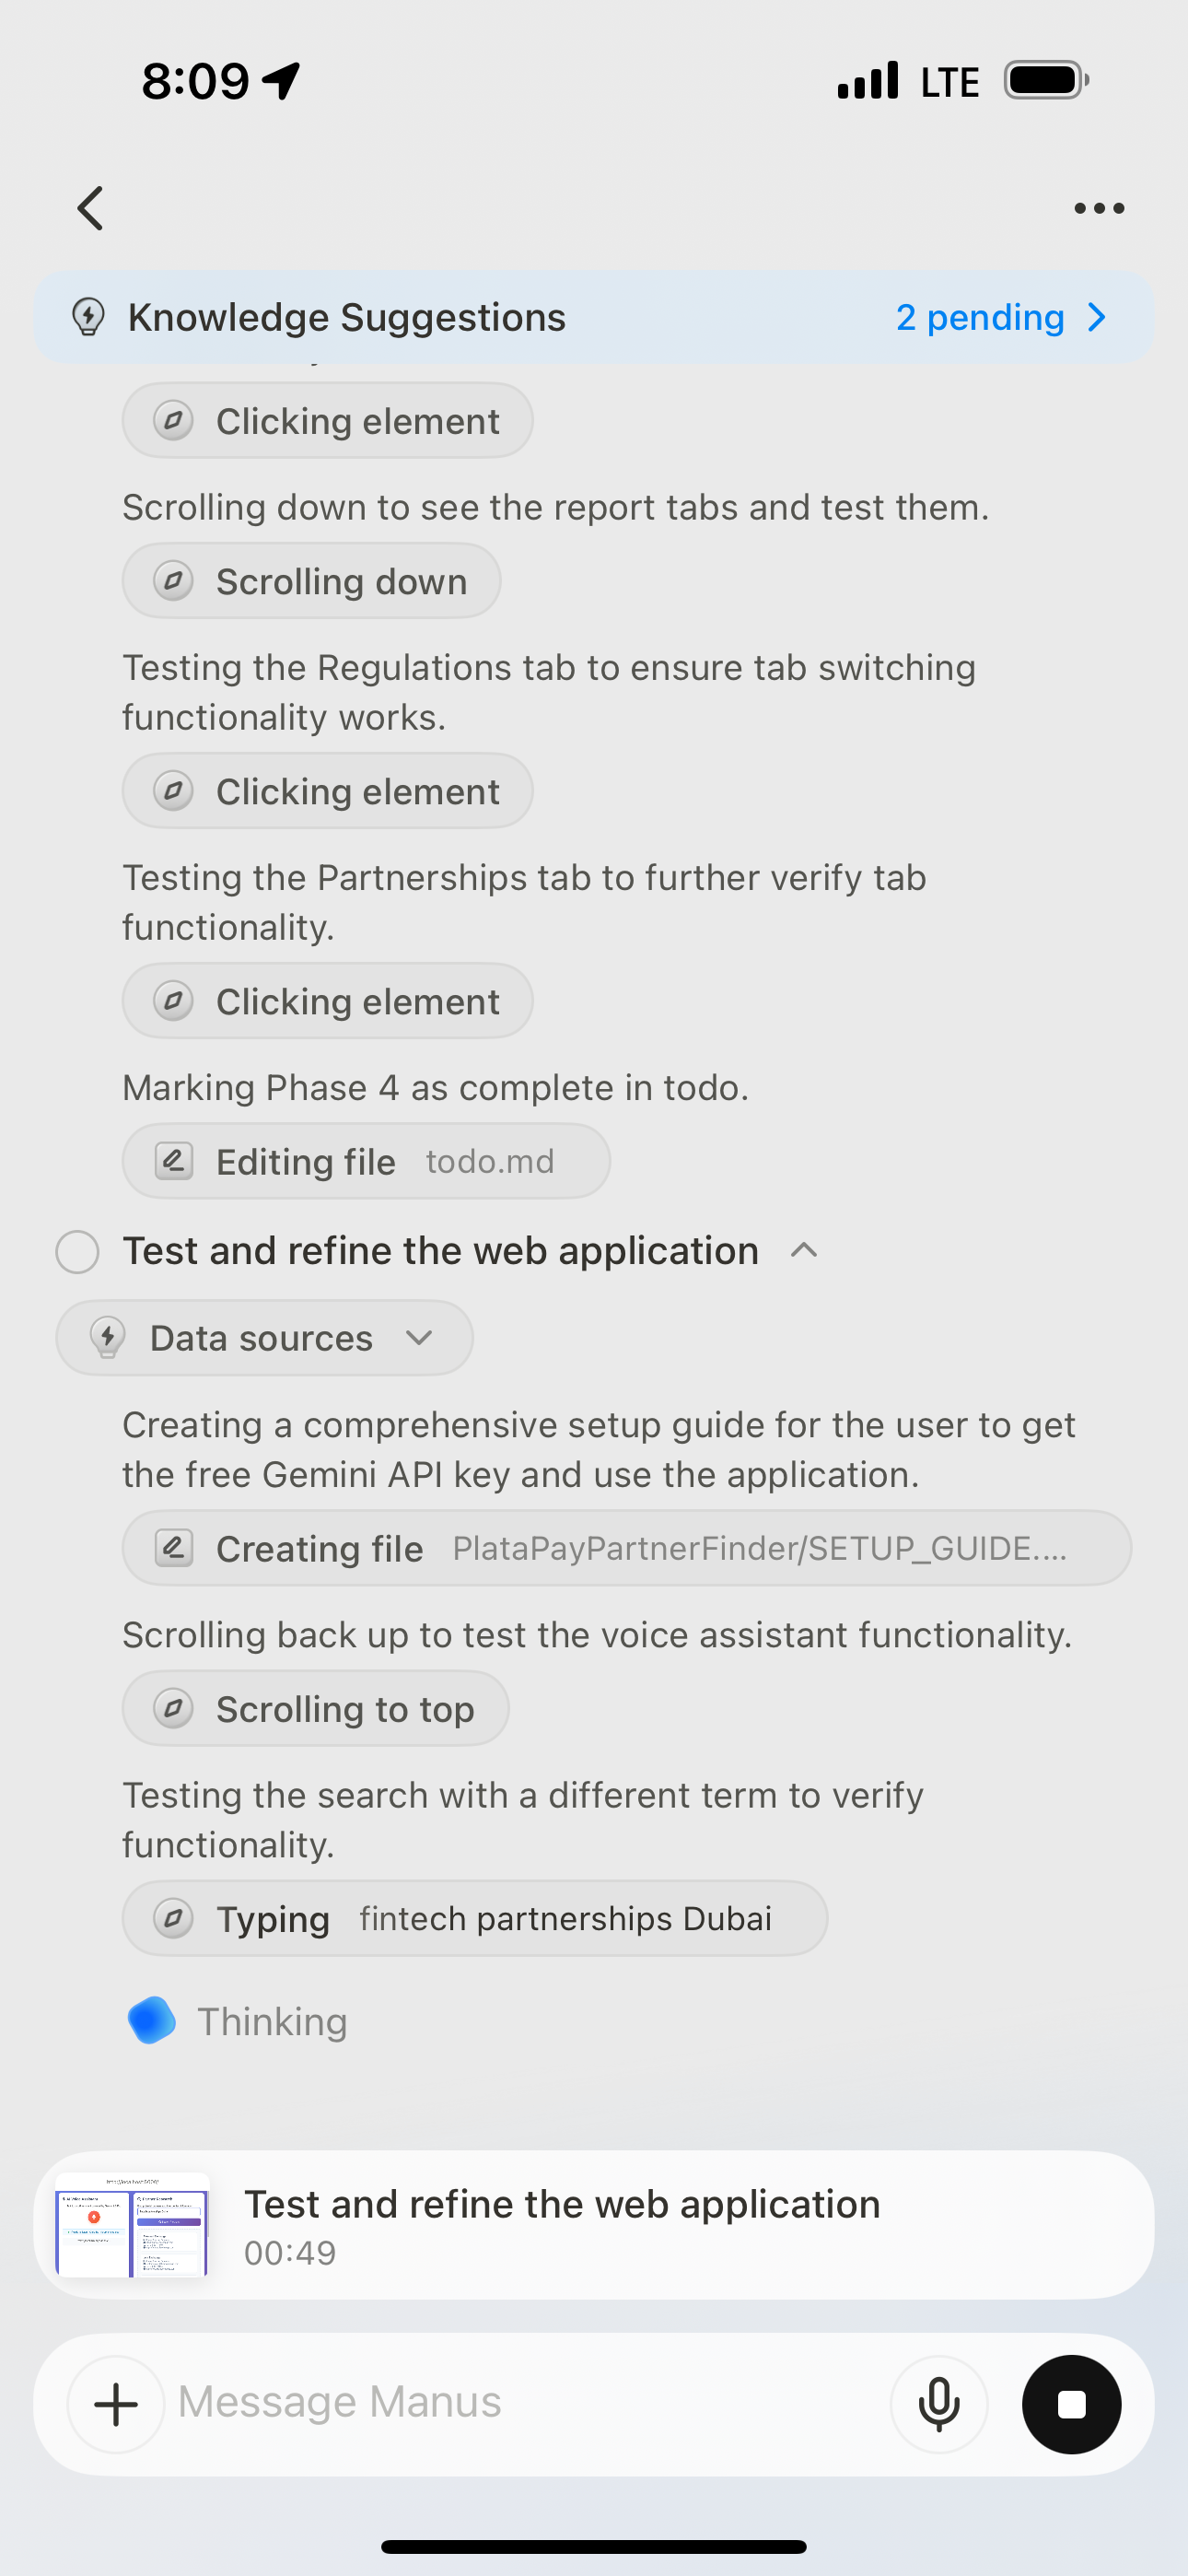 8:09
LTE
Knowledge Suggestions
2 pending
Clicking element
Scrolling down to see the report tabs and test them.
Scrolling down
Testing the Regulations tab to ensure tab switching
functionality works.
Clicking element
Testing the Partnerships tab to further verify tab
functionality.
Clicking element
Marking Phase 4 as complete in todo.
Editing file todo.md
Test and refine the web application
Data sources
Creating a comprehensive setup guide for the user to get
the free Gemini API key and use the application.
Creating file PlataPayPartnerFinder/SETUP_GUIDE....
Scrolling back up to test the voice assistant functionality.
Scrolling to top
Testing the search with a different term to verify
functionality.
Typing fintech partnerships Dubai
Thinking
Test and refine the web application
00:49
Message Manus